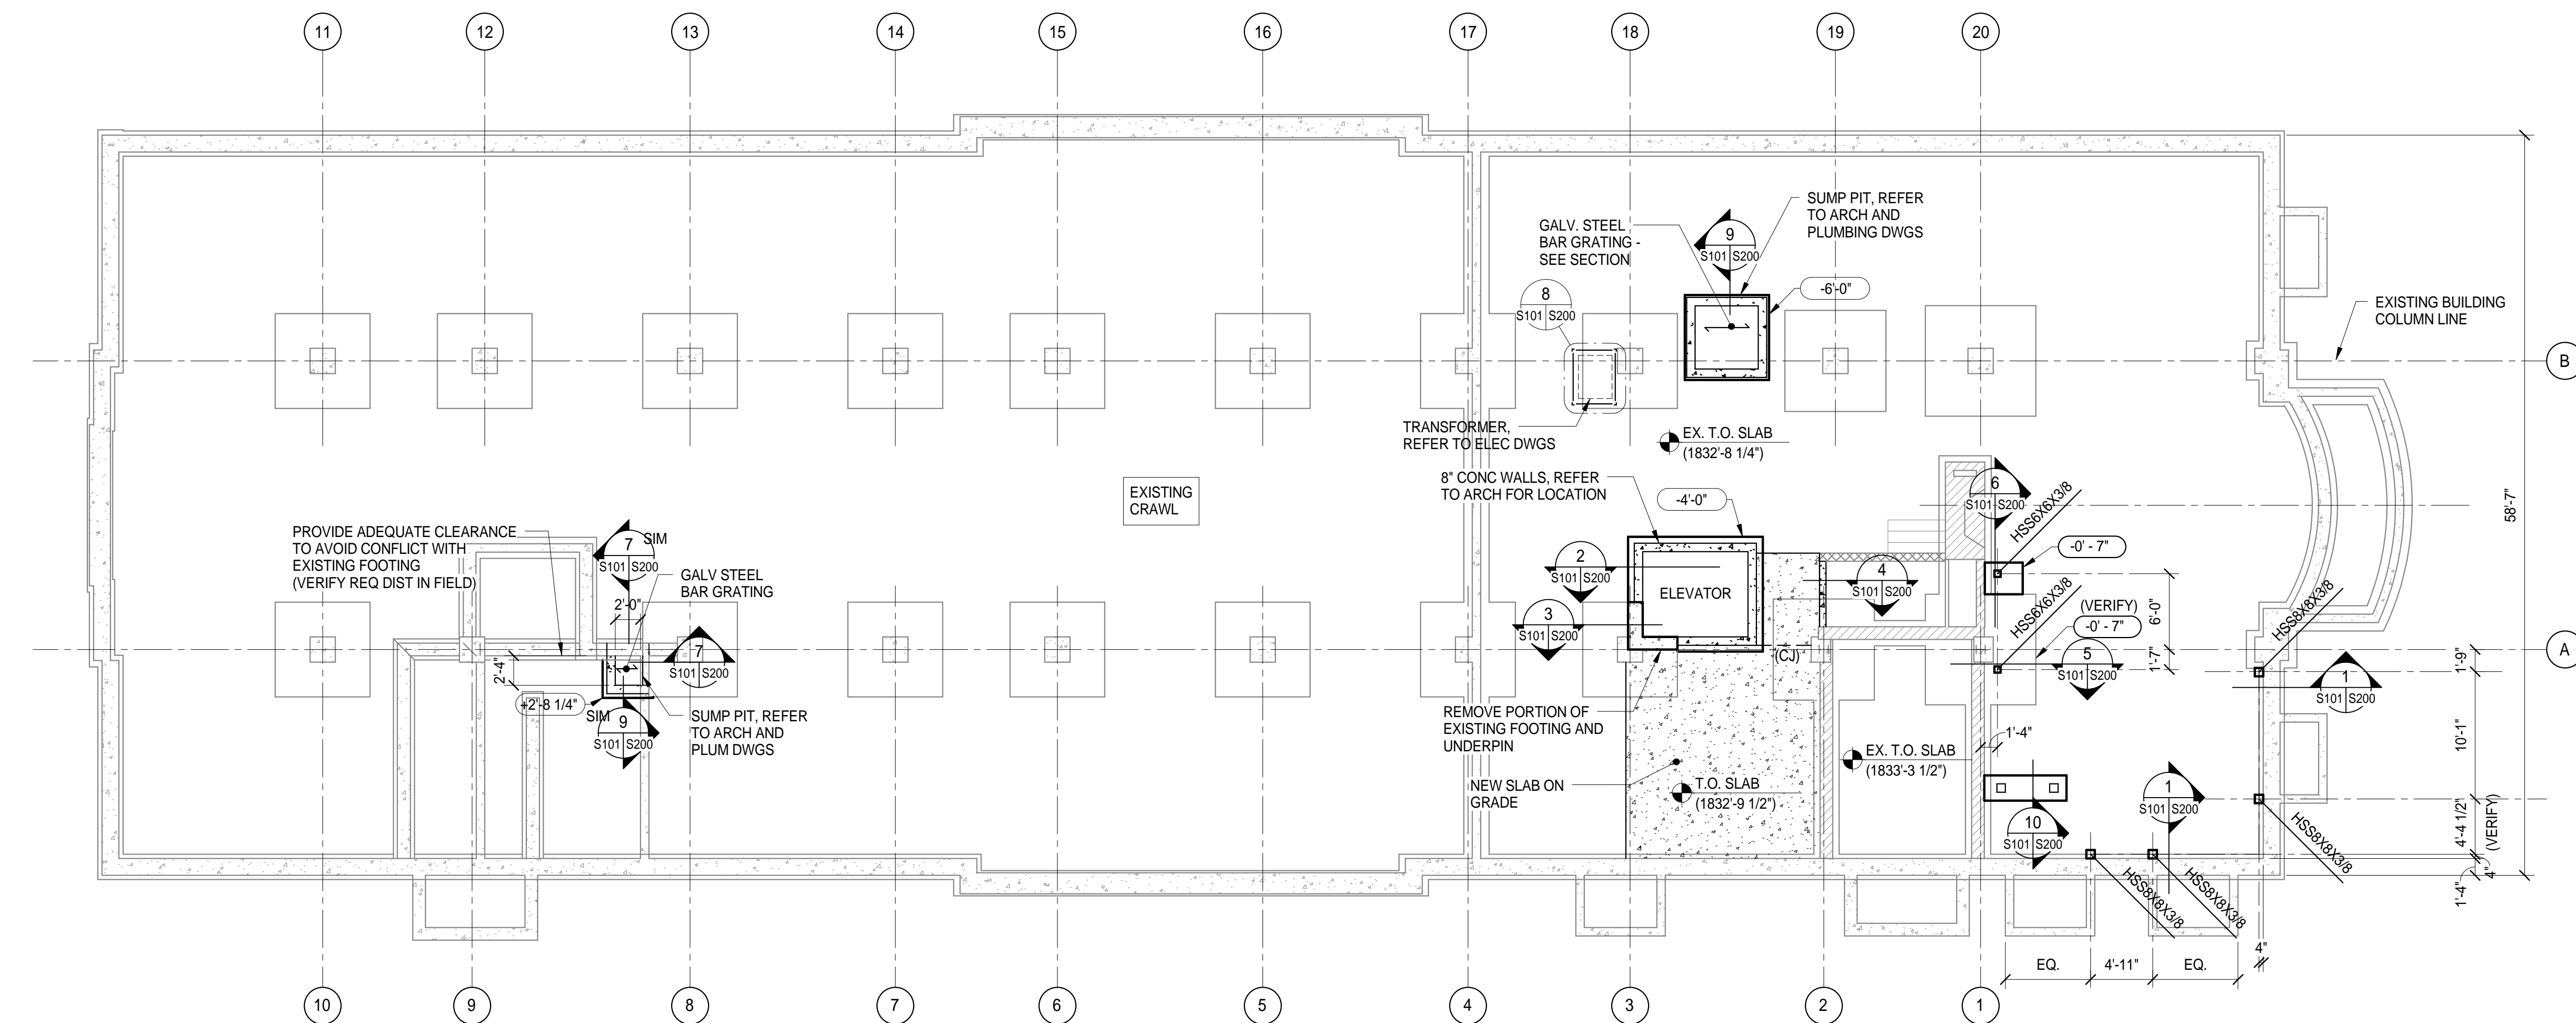 11
12
13
14
15
16
17
18
19
20
SUMP PIT, REFER
TO ARCH AND
PLUMBING DWGS
GALV. STEEL
BAR GRATING -
SEE SECTION
9
S101 S200
-6'-0"
8
S101 S200
EXISTING BUILDING
COLUMN LINE
B
TRANSFORMER,
REFER TO ELEC DWGS
EX. T.O. SLAB
(1832'-8 1/4")
8" CONC WALLS, REFER
TO ARCH FOR LOCATION
-4'-0"
6
S101 S200
HSS6X6X3/8
58'-7"
EXISTING
CRAWL
PROVIDE ADEQUATE CLEARANCE
TO AVOID CONFLICT WITH
EXISTING FOOTING
(VERIFY REQ DIST IN FIELD)
7
SIM
S101 S200
GALV STEEL
BAR GRATING
2'-0"
2
S101 S200
ELEVATOR
4
S101 S200
-0' - 7"
HSS6X6X3/8
(VERIFY)
-0' - 7"
6'-0"
HSS8X8X3/8
3
S101 S200
7
S101 S200
2'-4"
(CJ)
5
S101 S200
1'-7"
1'-9"
A
1
S101 S200
+2'-8 1/4"
SIM
9
S101 S200
SUMP PIT, REFER
TO ARCH AND
PLUM DWGS
REMOVE PORTION OF
EXISTING FOOTING AND
UNDERPIN
1'-4"
10'-1"
EX. T.O. SLAB
(1833'-3 1/2")
NEW SLAB ON
GRADE
T.O. SLAB
(1832'-9 1/2")
1
S101 S200
10
S101 S200
4'-4 1/2"
(VERIFY)
HSS8X8X3/8
4"
1'-4"
HSS8X8X3/8
HSS8X8X3/8
4"
EQ.
4'-11"
EQ.
10
9
8
7
6
5
4
3
2
1